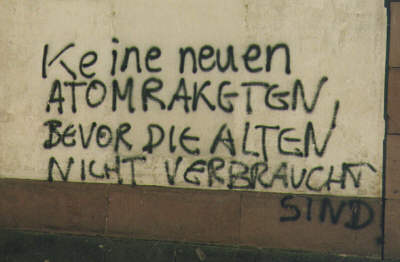 Keine neuen
ATOMRAKETEN,
BEVOR DIE ALTEN
NICHT VERBRAUCHT
SIND!